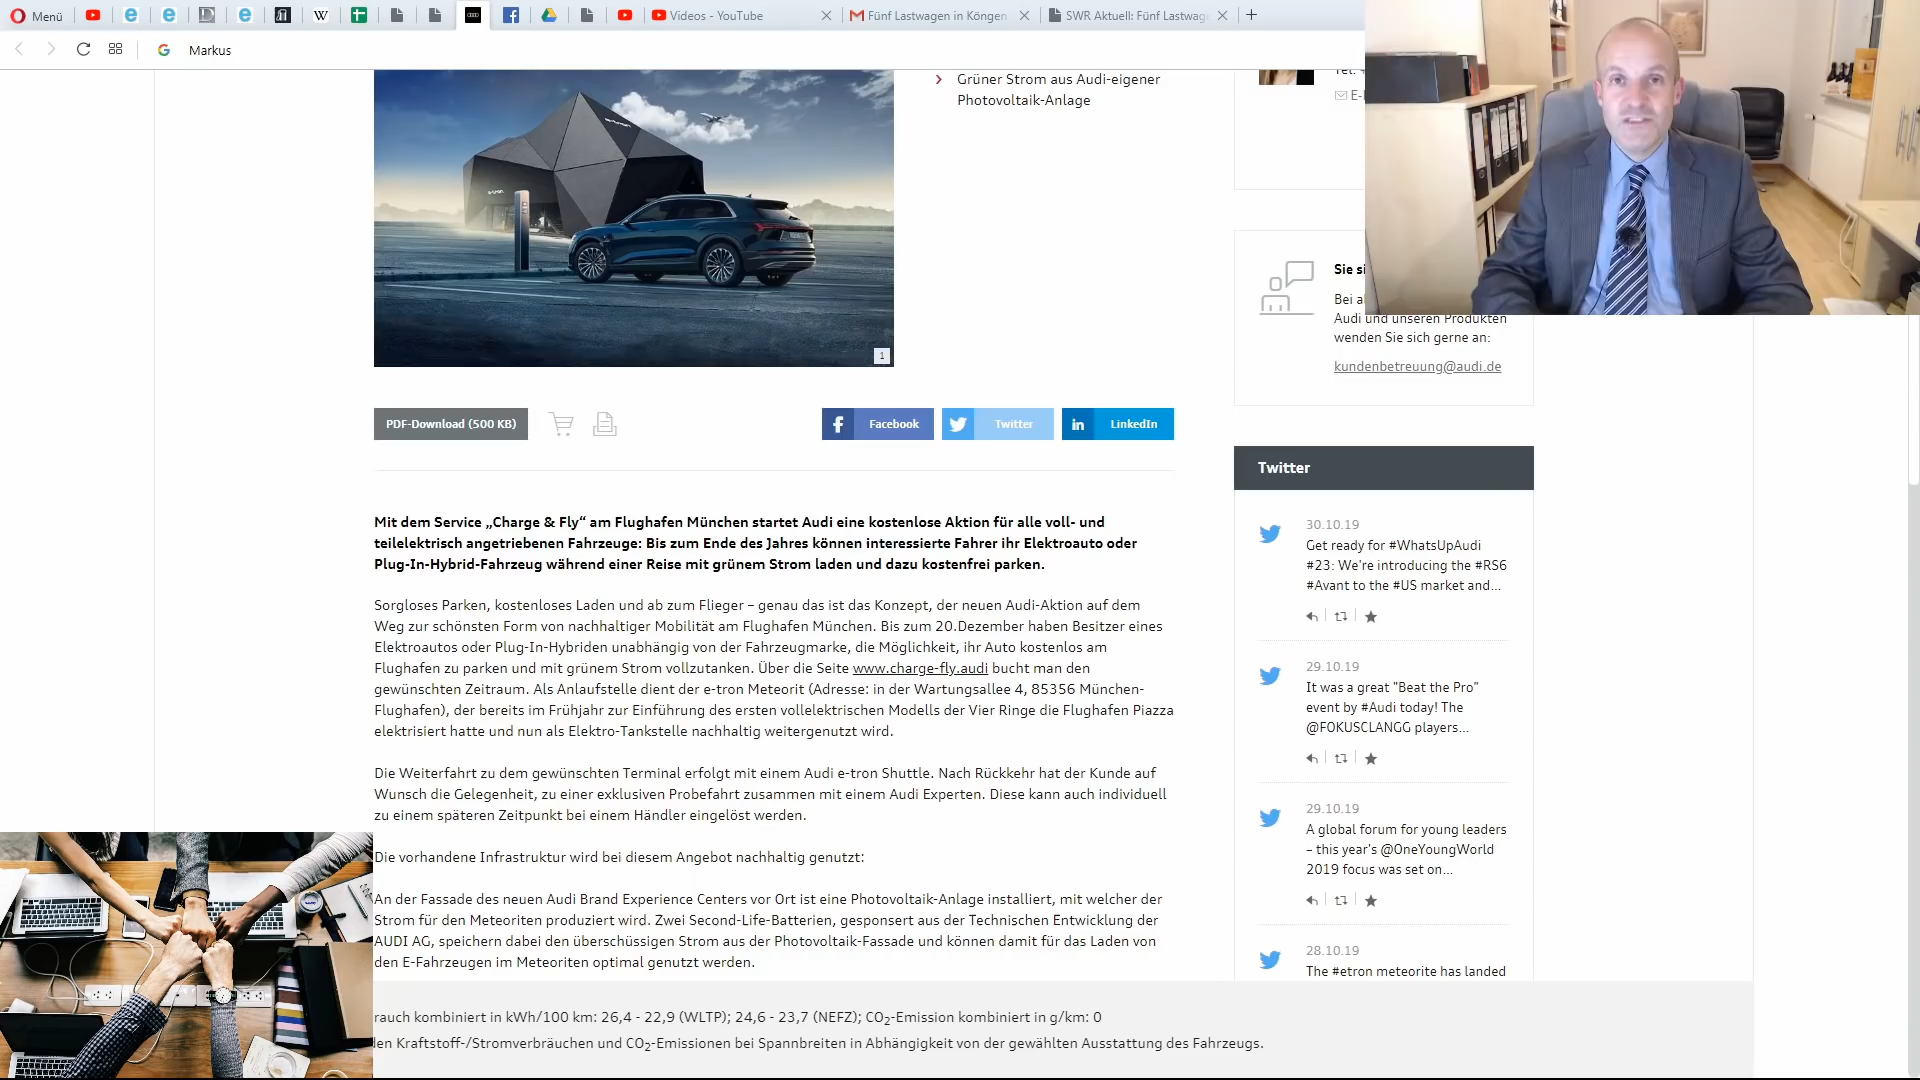 Menü
Videos - YouTube
Fünf Lastwagen in Köngen
SWR Aktuell: Fünf Lastwage
Markus
Grüner Strom aus Audi-eigener
Photovoltaik-Anlage
e-tron
1
PDF-Download (500 KB)
Facebook
Twitter
LinkedIn
Mit dem Service „Charge & Fly“ am Flughafen München startet Audi eine kostenlose Aktion für alle voll- und
teilelektrisch angetriebenen Fahrzeuge: Bis zum Ende des Jahres können interessierte Fahrer ihr Elektroauto oder
Plug-In-Hybrid-Fahrzeug während einer Reise mit grünem Strom laden und dazu kostenfrei parken.
Sorgloses Parken, kostenloses Laden und ab zum Flieger – genau das ist das Konzept, der neuen Audi-Aktion auf dem
Weg zur schönsten Form von nachhaltiger Mobilität am Flughafen München. Bis zum 20.Dezember haben Besitzer eines
Elektroautos oder Plug-In-Hybriden unabhängig von der Fahrzeugmarke, die Möglichkeit, ihr Auto kostenlos am
Flughafen zu parken und mit grünem Strom vollzutanken. Über die Seite www.charge-fly.audi bucht man den
gewünschten Zeitraum. Als Anlaufstelle dient der e-tron Meteorit (Adresse: in der Wartungsallee 4, 85356 München-
Flughafen), der bereits im Frühjahr zur Einführung des ersten vollelektrischen Modells der Vier Ringe die Flughafen Piazza
elektrisiert hatte und nun als Elektro-Tankstelle nachhaltig weitergenutzt wird.
Die Weiterfahrt zu dem gewünschten Terminal erfolgt mit einem Audi e-tron Shuttle. Nach Rückkehr hat der Kunde auf
Wunsch die Gelegenheit, zu einer exklusiven Probefahrt zusammen mit einem Audi Experten. Diese kann auch individuell
zu einem späteren Zeitpunkt bei einem Händler eingelöst werden.
Die vorhandene Infrastruktur wird bei diesem Angebot nachhaltig genutzt:
An der Fassade des neuen Audi Brand Experience Centers vor Ort ist eine Photovoltaik-Anlage installiert, mit welcher der
Strom für den Meteoriten produziert wird. Zwei Second-Life-Batterien, gesponsert aus der Technischen Entwicklung der
AUDI AG, speichern dabei den überschüssigen Strom aus der Photovoltaik-Fassade und können damit für das Laden von
den E-Fahrzeugen im Meteoriten optimal genutzt werden.
rauch kombiniert in kWh/100 km: 26,4 - 22,9 (WLTP); 24,6 - 23,7 (NEFZ); CO2-Emission kombiniert in g/km: 0
den Kraftstoff-/Stromverbräuchen und CO2-Emissionen bei Spannbreiten in Abhängigkeit von der gewählten Ausstattung des Fahrzeugs.
Tel.
E-
Sie si
Bei a
Audi und unseren Produkten
wenden Sie sich gerne an:
kundenbetreuung@audi.de
Twitter
30.10.19
Get ready for #WhatsUpAudi
#23: We're introducing the #RS6
#Avant to the #US market and...
29.10.19
It was a great "Beat the Pro"
event by #Audi today! The
@FOKUSCLANGG players...
29.10.19
A global forum for young leaders
– this year's @OneYoungWorld
2019 focus was set on...
28.10.19
The #etron meteorite has landed